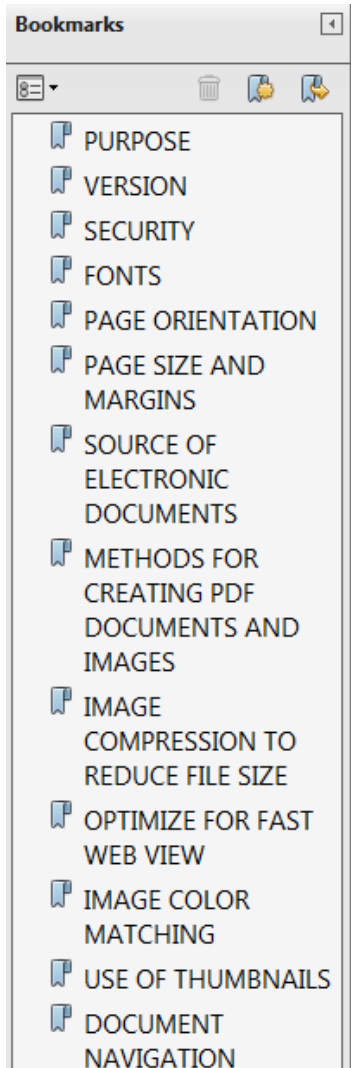 Bookmarks
PURPOSE
VERSION
SECURITY
FONTS
PAGE ORIENTATION
PAGE SIZE AND
MARGINS
SOURCE OF
ELECTRONIC
DOCUMENTS
METHODS FOR
CREATING PDF
DOCUMENTS AND
IMAGES
IMAGE
COMPRESSION TO
REDUCE FILE SIZE
OPTIMIZE FOR FAST
WEB VIEW
IMAGE COLOR
MATCHING
USE OF THUMBNAILS
DOCUMENT
NAVIGATION